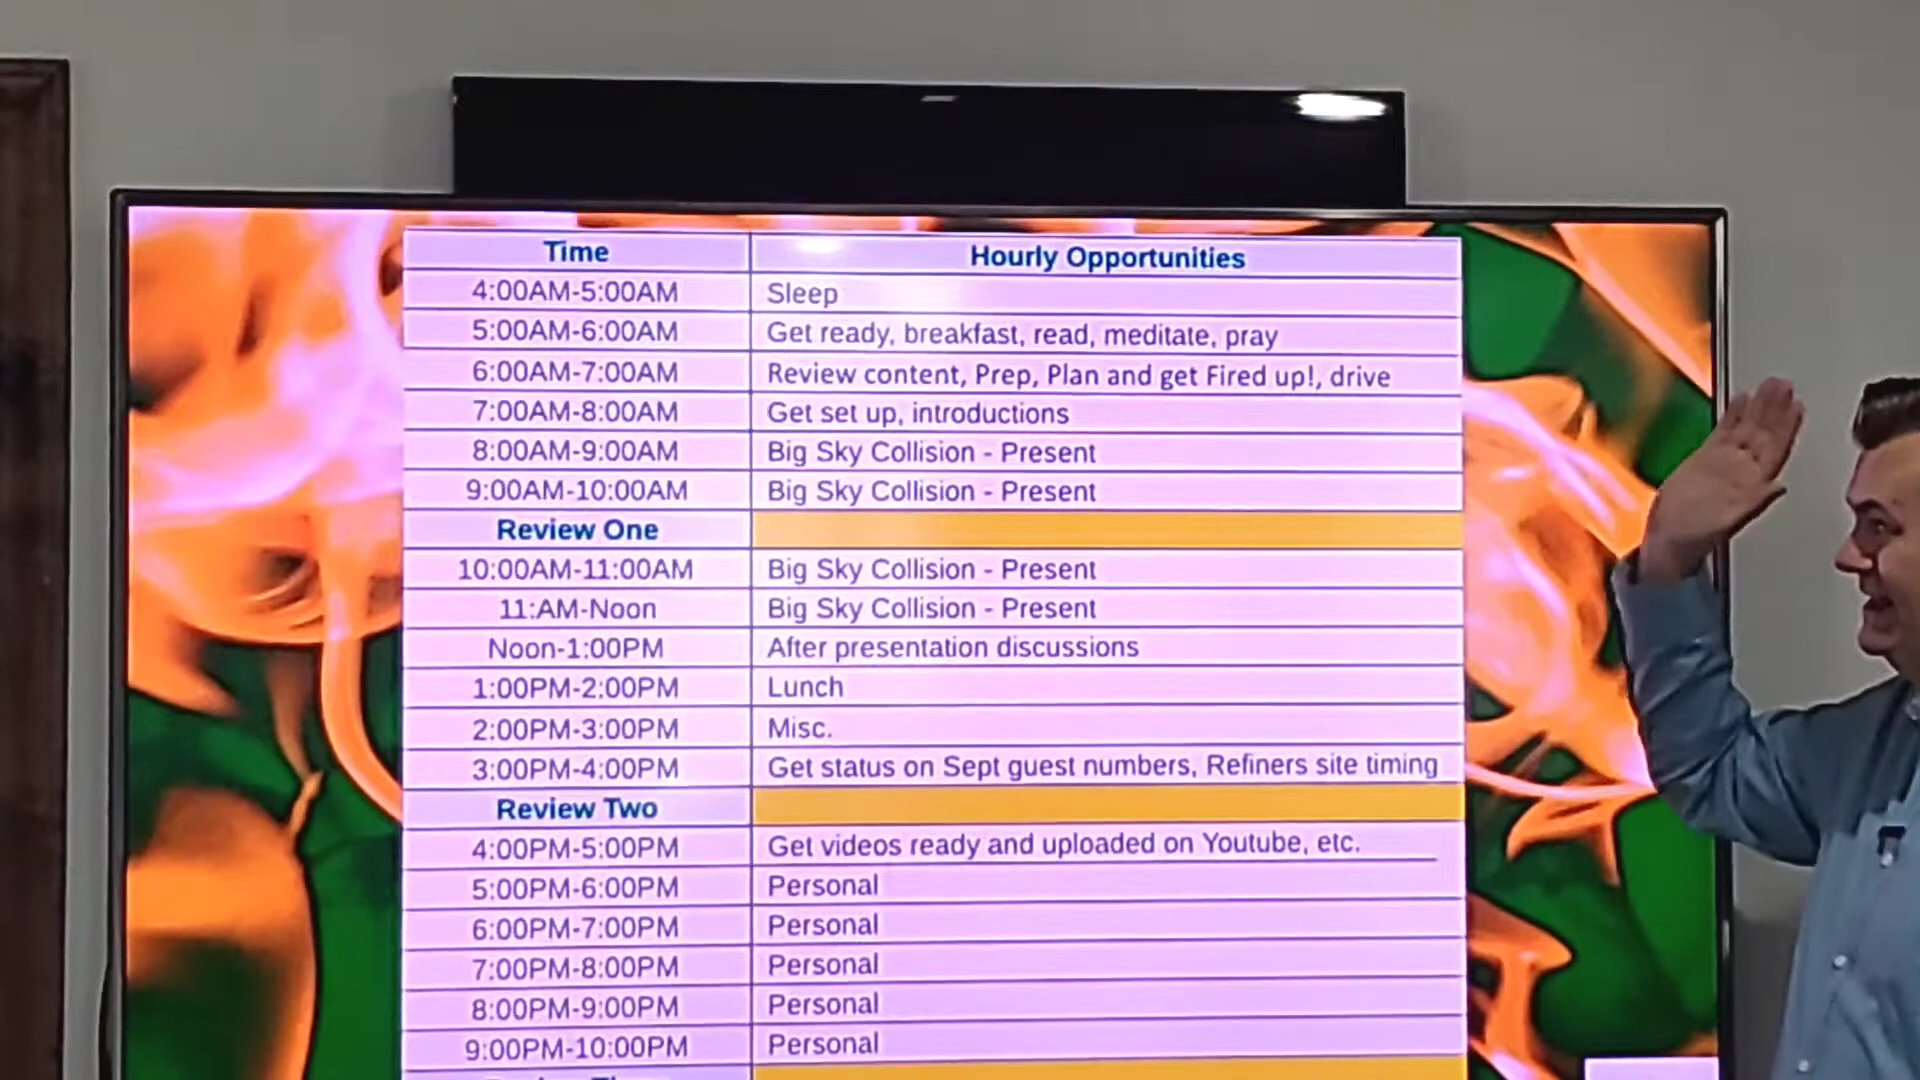 Time Hourly Opportunities
4:00AM-5:00AM Sleep
5:00AM-6:00AM Get ready, breakfast, read, meditate, pray
6:00AM-7:00AM Review content, Prep, Plan and get Fired up!, drive
7:00AM-8:00AM Get set up, introductions
8:00AM-9:00AM Big Sky Collision - Present
9:00AM-10:00AM Big Sky Collision - Present
Review One
10:00AM-11:00AM Big Sky Collision - Present
11:AM-Noon Big Sky Collision - Present
Noon-1:00PM After presentation discussions
1:00PM-2:00PM Lunch
2:00PM-3:00PM Misc.
3:00PM-4:00PM Get status on Sept guest numbers, Refiners site timing
Review Two
4:00PM-5:00PM Get videos ready and uploaded on Youtube, etc.
5:00PM-6:00PM Personal
6:00PM-7:00PM Personal
7:00PM-8:00PM Personal
8:00PM-9:00PM Personal
9:00PM-10:00PM Personal